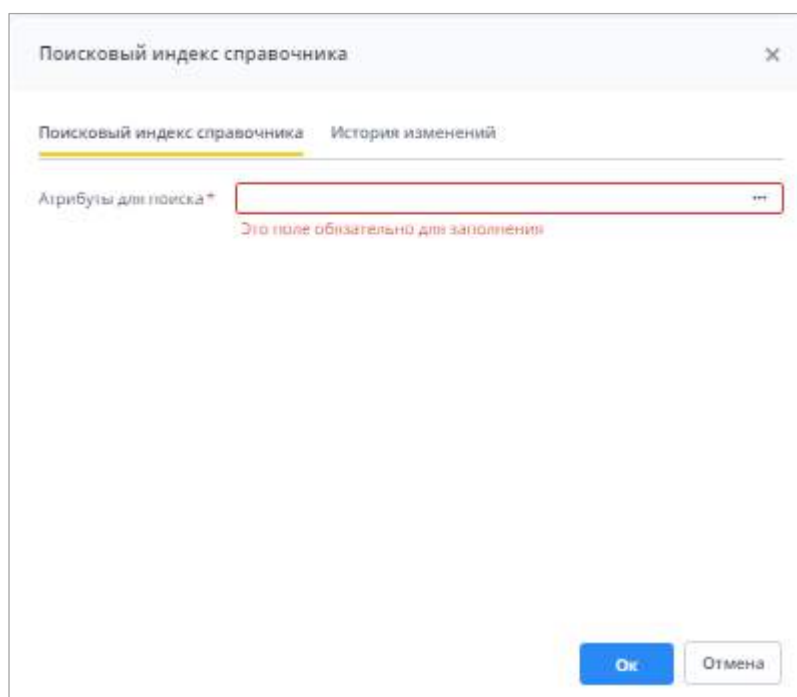 Поисковый индекс справочника
Поисковый индекс справочника История изменений
Атрибуты для поиска * ...
Это поле обязательно для заполнения
Ок Отмена